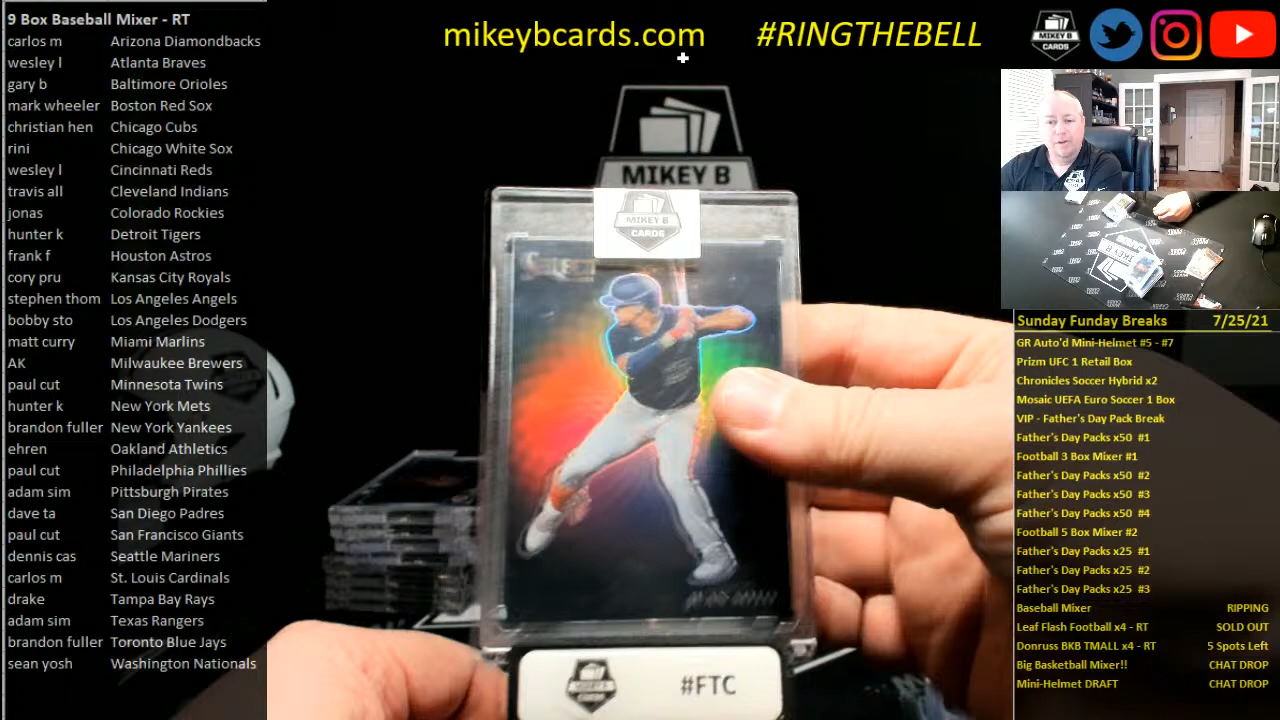 9 Box Baseball Mixer - RT
carlos m Arizona Diamondbacks
wesley l Atlanta Braves
gary b Baltimore Orioles
mark wheeler Boston Red Sox
christian hen Chicago Cubs
rini Chicago White Sox
wesley l Cincinnati Reds
travis all Cleveland Indians
jonas Colorado Rockies
hunter k Detroit Tigers
frank f Houston Astros
cory pru Kansas City Royals
stephen thom Los Angeles Angels
bobby sto Los Angeles Dodgers
matt curry Miami Marlins
AK Milwaukee Brewers
paul cut Minnesota Twins
hunter k New York Mets
brandon fuller New York Yankees
ehren Oakland Athletics
paul cut Philadelphia Phillies
adam sim Pittsburgh Pirates
dave ta San Diego Padres
paul cut San Francisco Giants
dennis cas Seattle Mariners
carlos m St. Louis Cardinals
drake Tampa Bay Rays
adam sim Texas Rangers
brandon fuller Toronto Blue Jays
sean yosh Washington Nationals
mikeybcards.com #RINGTHEBELL
MIKEY B
CARDS
MIKEY B
MIKEY B
CARDS
MIKEY B
CARDS
#FTC
Sunday Funday Breaks 7/25/21
GR Auto'd Mini-Helmet #5 - #7
Prizm UFC 1 Retail Box
Chronicles Soccer Hybrid x2
Mosaic UEFA Euro Soccer 1 Box
VIP - Father's Day Pack Break
Father's Day Packs x50 #1
Football 3 Box Mixer #1
Father's Day Packs x50 #2
Father's Day Packs x50 #3
Father's Day Packs x50 #4
Football 5 Box Mixer #2
Father's Day Packs x25 #1
Father's Day Packs x25 #2
Father's Day Packs x25 #3
Baseball Mixer RIPPING
Leaf Flash Football x4 - RT SOLD OUT
Donruss BKB TMALL x4 - RT 5 Spots Left
Big Basketball Mixer!! CHAT DROP
Mini-Helmet DRAFT CHAT DROP